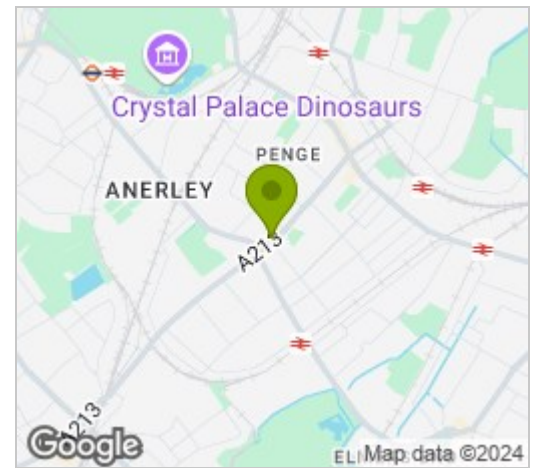 Crystal Palace Dinosaurs
PENGE
ANERLEY
A213
A213
Google
Map data ©2024